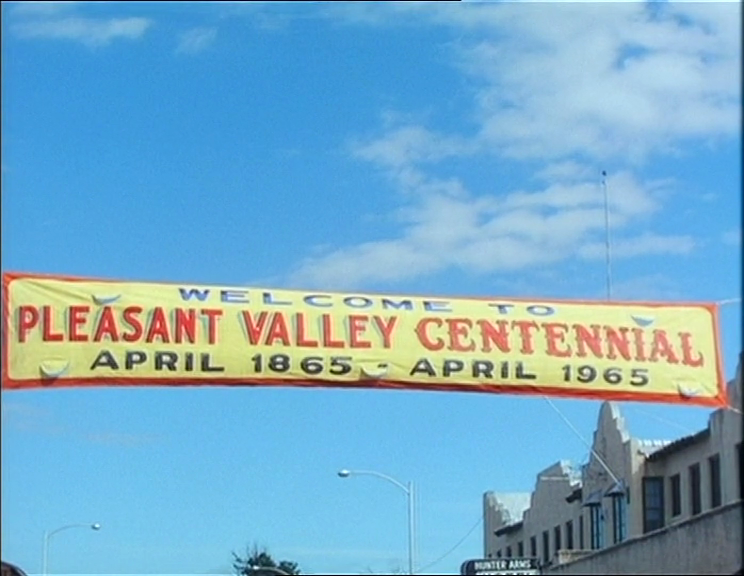 WELCOME TO
PLEASANT VALLEY CENTENNIAL
APRIL 1865 - APRIL 1965
HUNTER ARMS